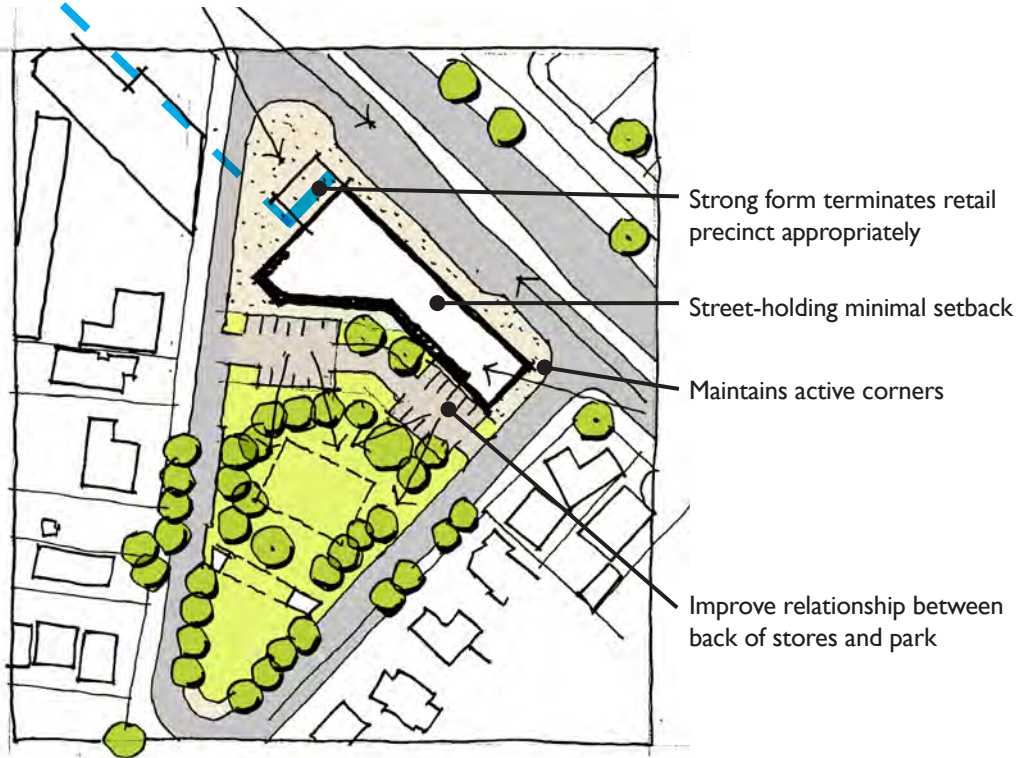 Strong form terminates retail
precinct appropriately
Street-holding minimal setback
Maintains active corners
Improve relationship between
back of stores and park